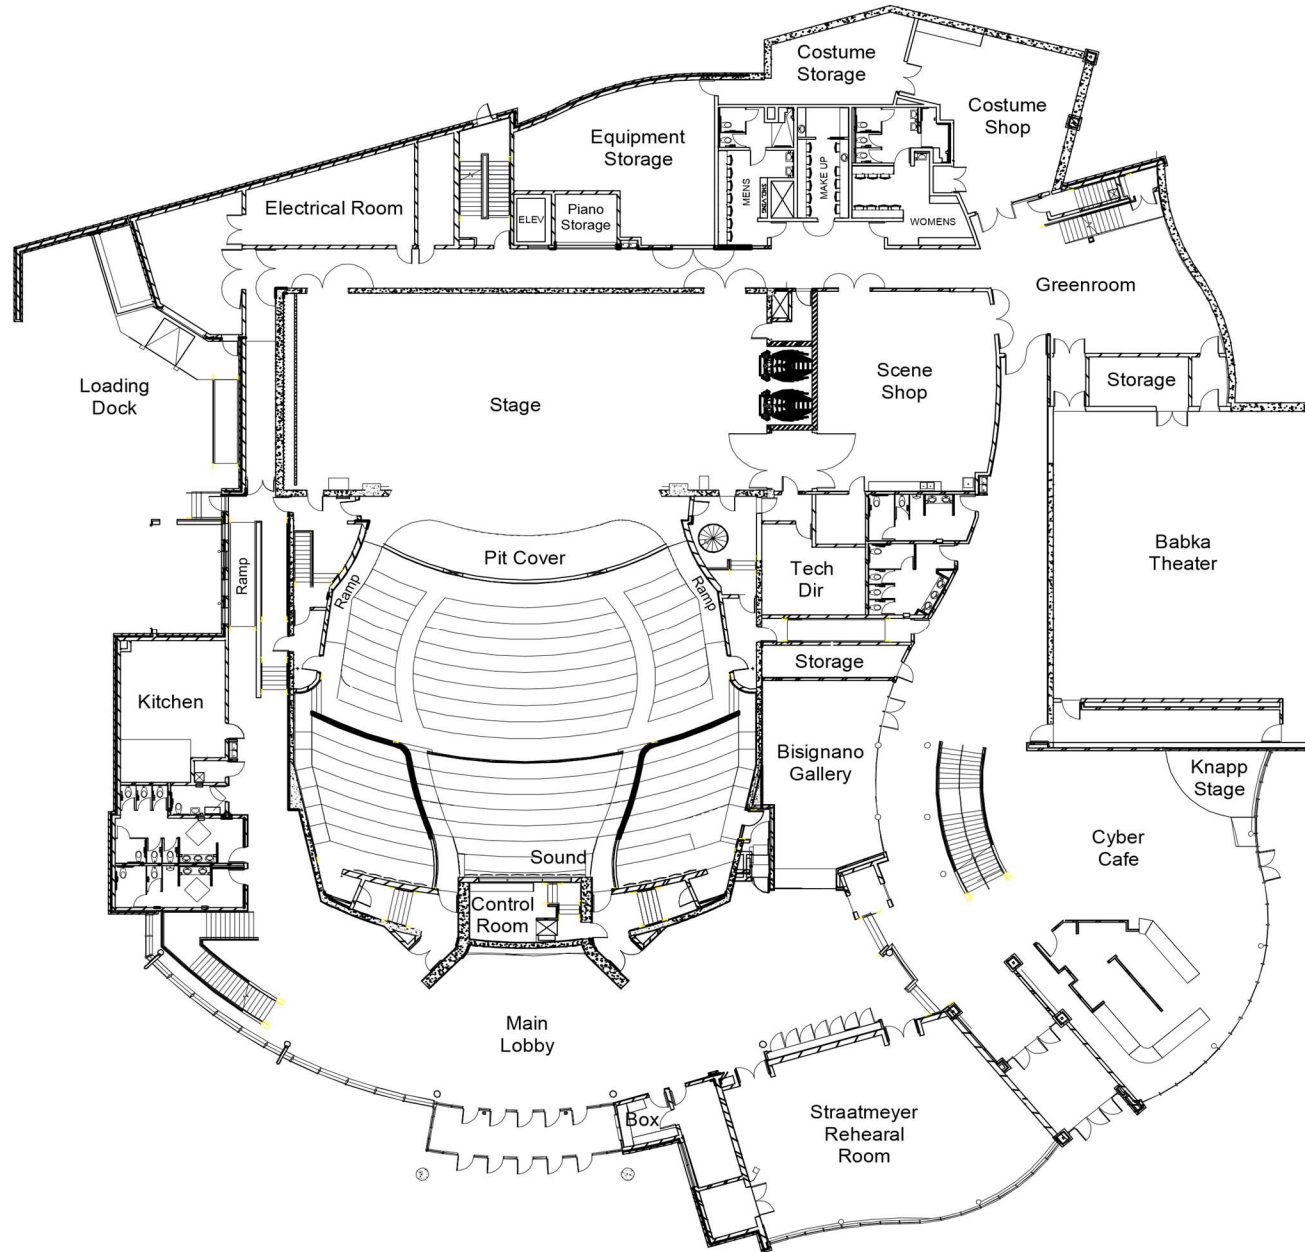 Costume
Storage
Costume
Shop
Equipment
Storage
MENS
SHELVING
MAKE UP
WOMENS
Electrical Room
ELEV
Piano
Storage
Greenroom
Loading
Dock
Stage
Scene
Shop
Storage
Pit Cover
Ramp
Ramp
Ramp
Tech
Dir
Babka
Theater
Storage
Kitchen
Bisignano
Gallery
Knapp
Stage
Cyber
Cafe
Sound
Control
Room
Main
Lobby
Box
Straatmeyer
Rehearal
Room